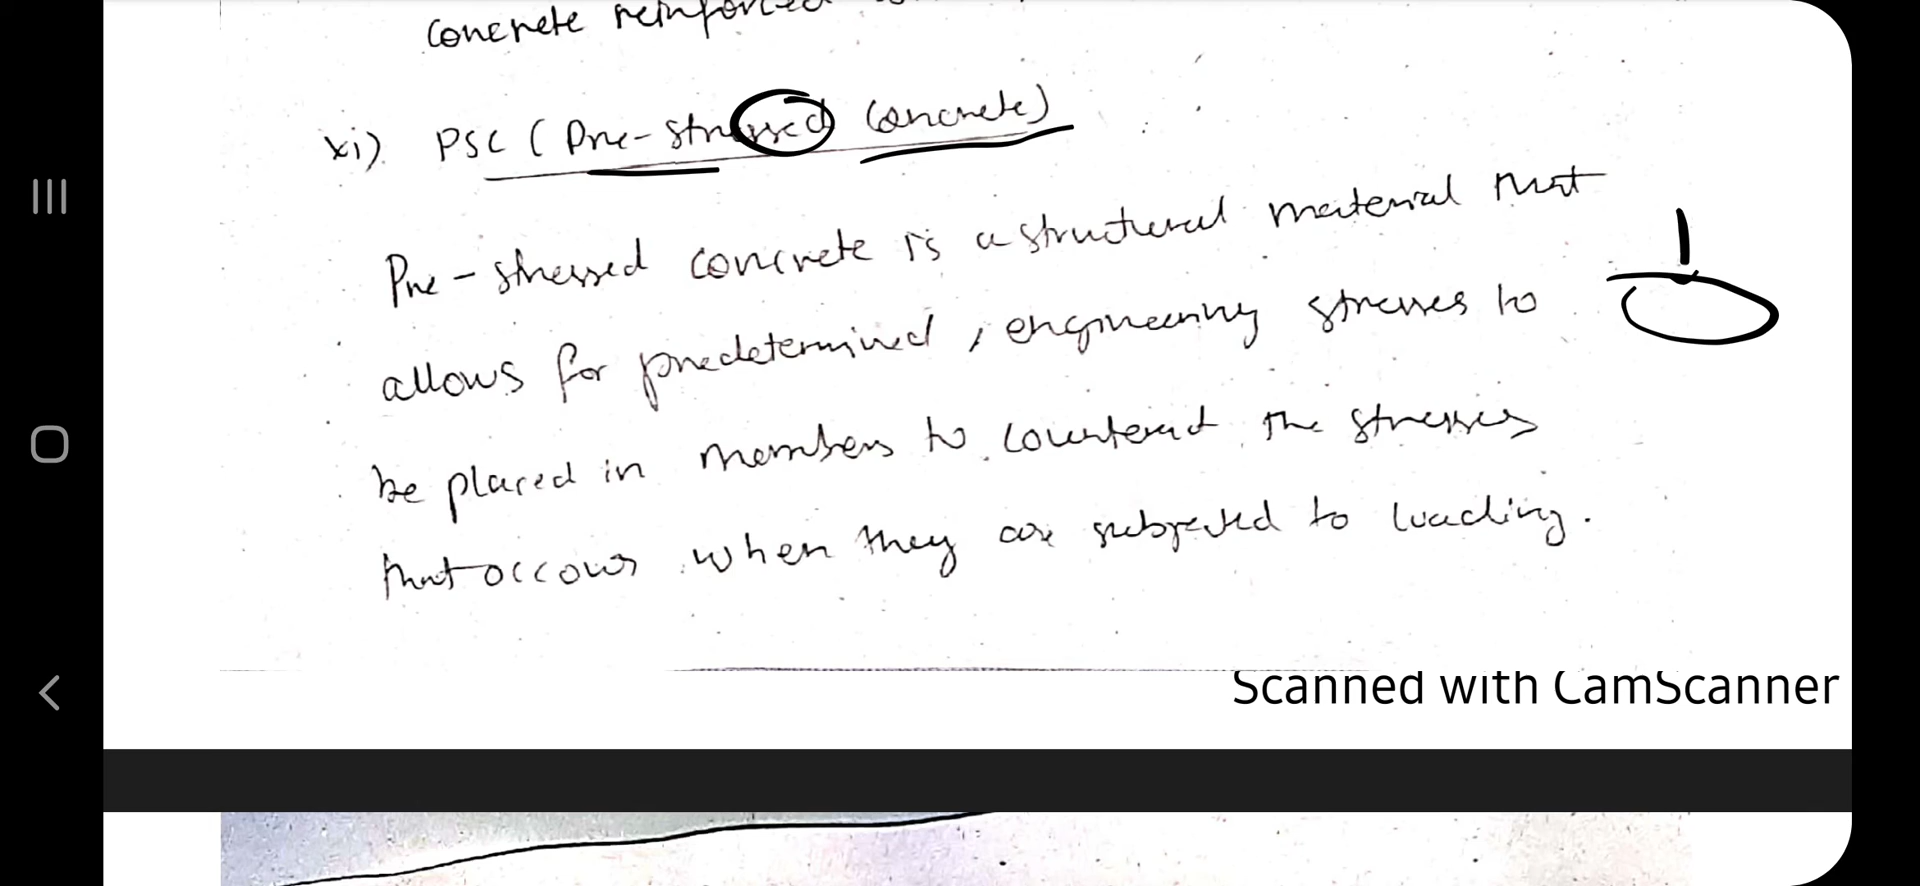 concrete reinforced
xi) PSC (Pre-stressed Concrete)
Pre-stressed concrete is a structural material that
allows for predetermined, engineering stresses to
be placed in members to counteract the stresses
that occows when they are subjected to loading.
Scanned with CamScanner